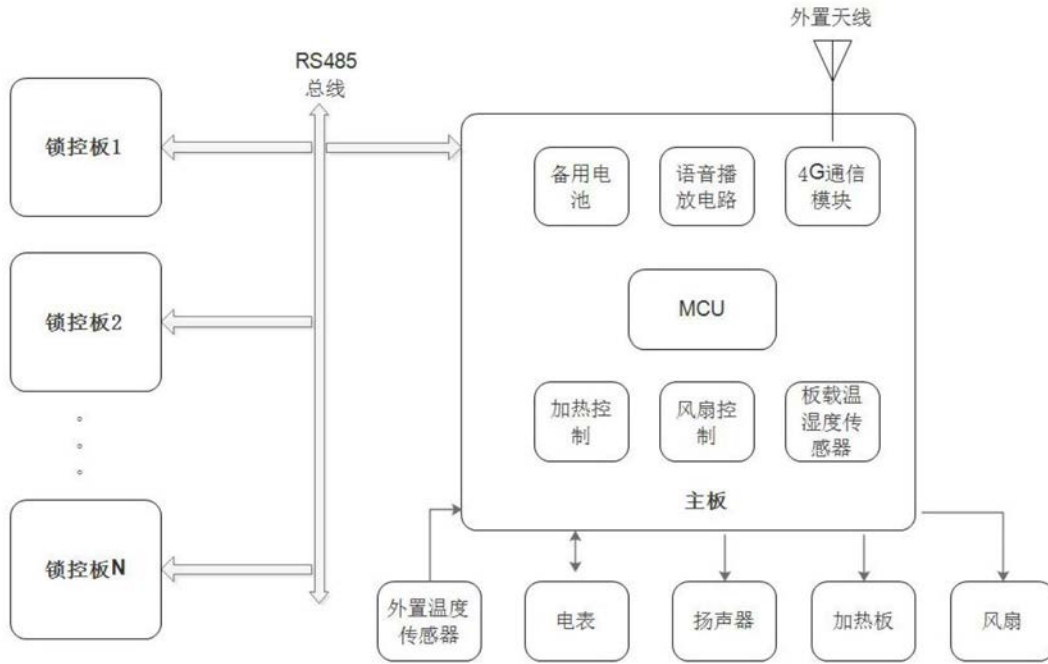 外置天线
RS485
总线
锁控板1
备用电
池
语音播
放电路
4G通信
模块
锁控板2
MCU
加热控
制
风扇控
制
板载温
湿度传
感器
主板
锁控板N
外置温度
传感器
电表
扬声器
加热板
风扇